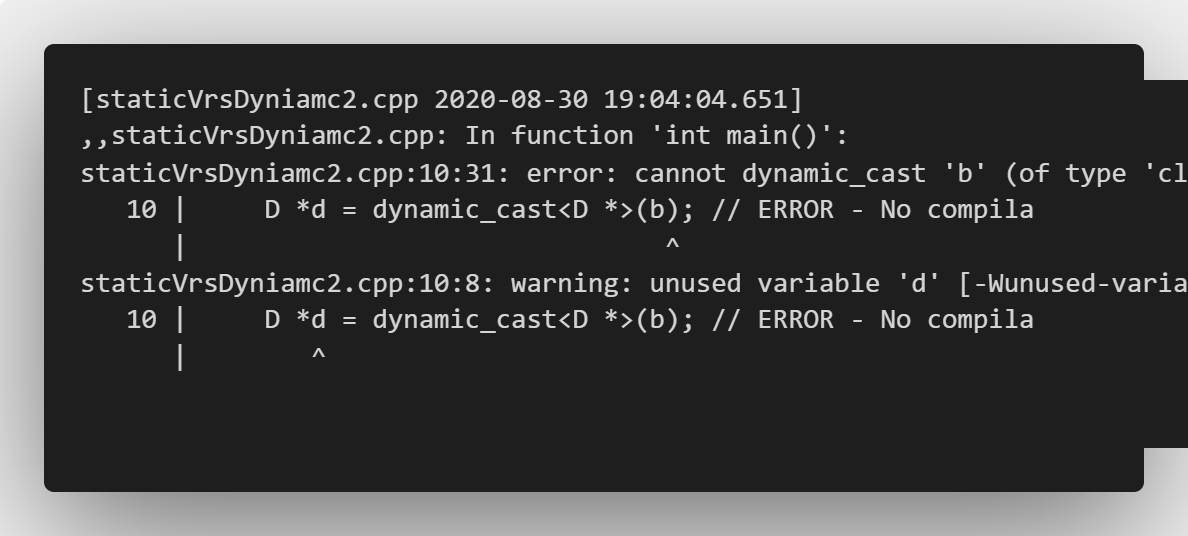 [staticVrsDyniamc2.cpp 2020-08-30 19:04:04.651]
,,staticVrsDyniamc2.cpp: In function 'int main()':
staticVrsDyniamc2.cpp:10:31: error: cannot dynamic_cast 'b' (of type 'cl
   10 |     D *d = dynamic_cast<D *>(b); // ERROR - No compila
      |                               ^
staticVrsDyniamc2.cpp:10:8: warning: unused variable 'd' [-Wunused-varia
   10 |     D *d = dynamic_cast<D *>(b); // ERROR - No compila
      |        ^